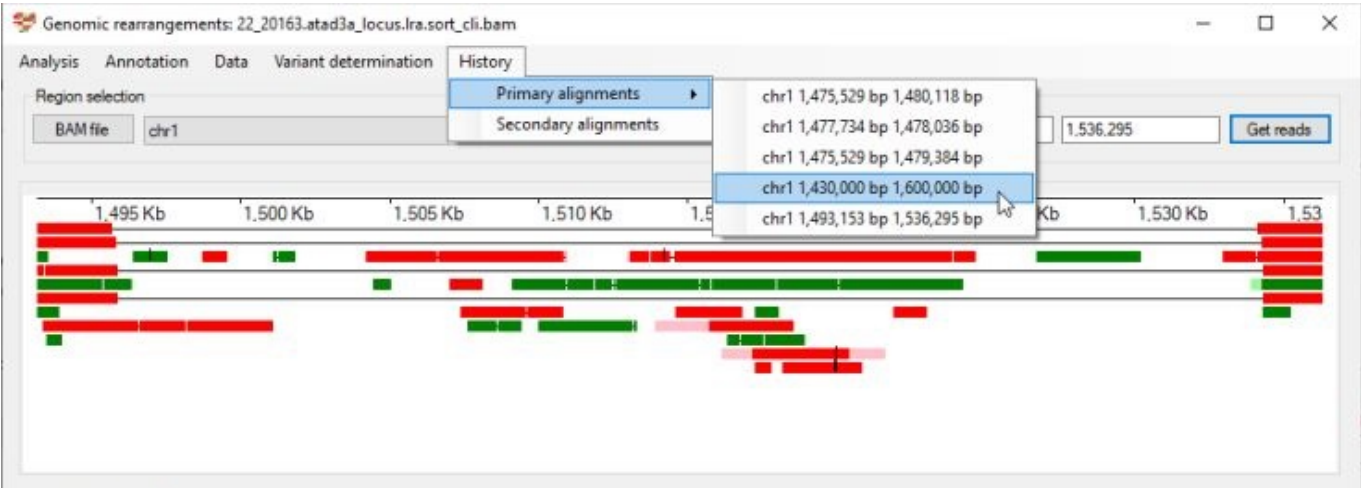 Genomic rearrangements: 22_20163.atad3a_locus.lra.sort_cli.bam
Analysis Annotation Data Variant determination History
Primary alignments
Secondary alignments
chr1 1,475,529 bp 1,480,118 bp
chr1 1,477,734 bp 1,478,036 bp
chr1 1,475,529 bp 1,479,384 bp
chr1 1,430,000 bp 1,600,000 bp
chr1 1,493,153 bp 1,536,295 bp
Region selection
BAM file chr1 1,536,295 Get reads
1,495 Kb 1,500 Kb 1,505 Kb 1,510 Kb 1,5 Kb 1,530 Kb 1,53